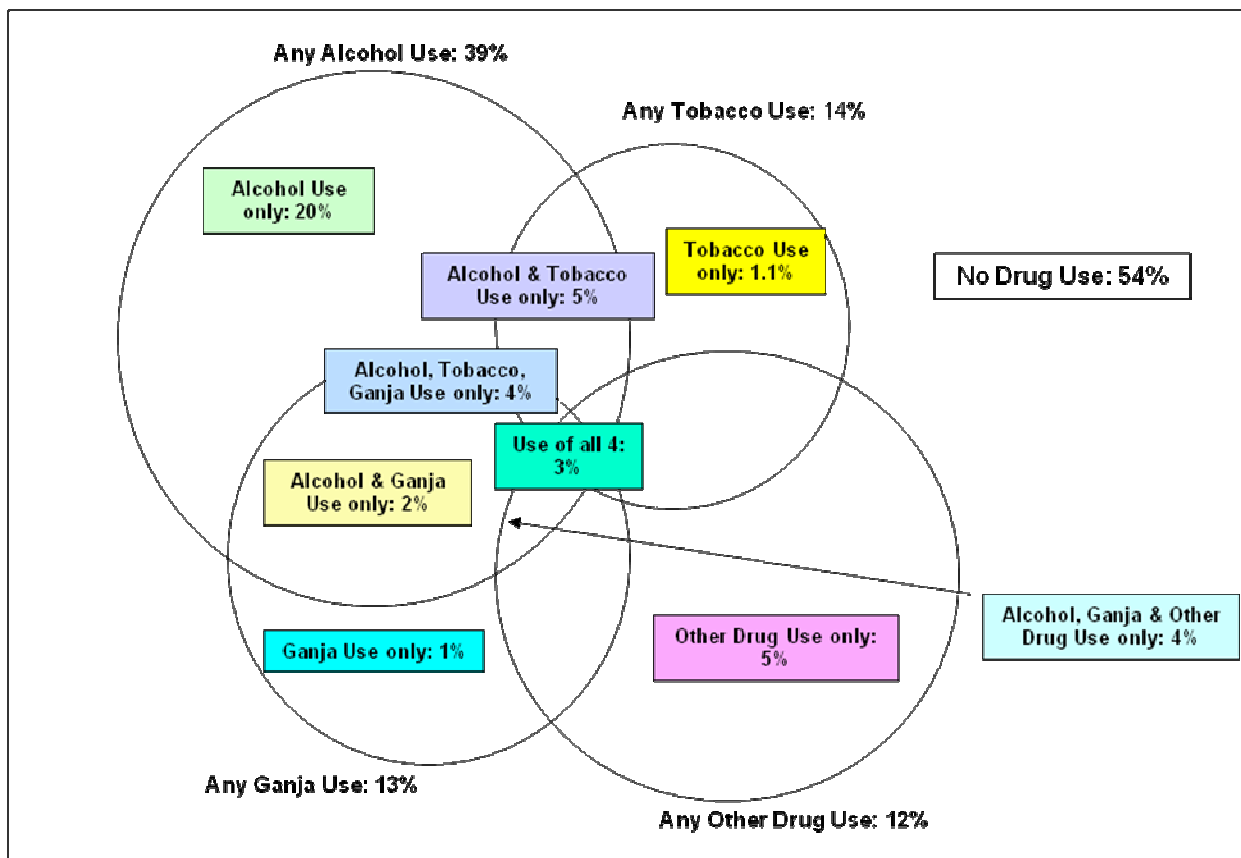 Any Alcohol Use: 39%
Any Tobacco Use: 14%
Alcohol Use
only: 20%
Tobacco Use
only: 1.1%
Alcohol & Tobacco
Use only: 5%
No Drug Use: 54%
Alcohol, Tobacco,
Ganja Use only: 4%
Use of all 4:
3%
Alcohol & Ganja
Use only: 2%
Alcohol, Ganja & Other
Drug Use only: 4%
Other Drug Use only:
5%
Ganja Use only: 1%
Any Ganja Use: 13%
Any Other Drug Use: 12%